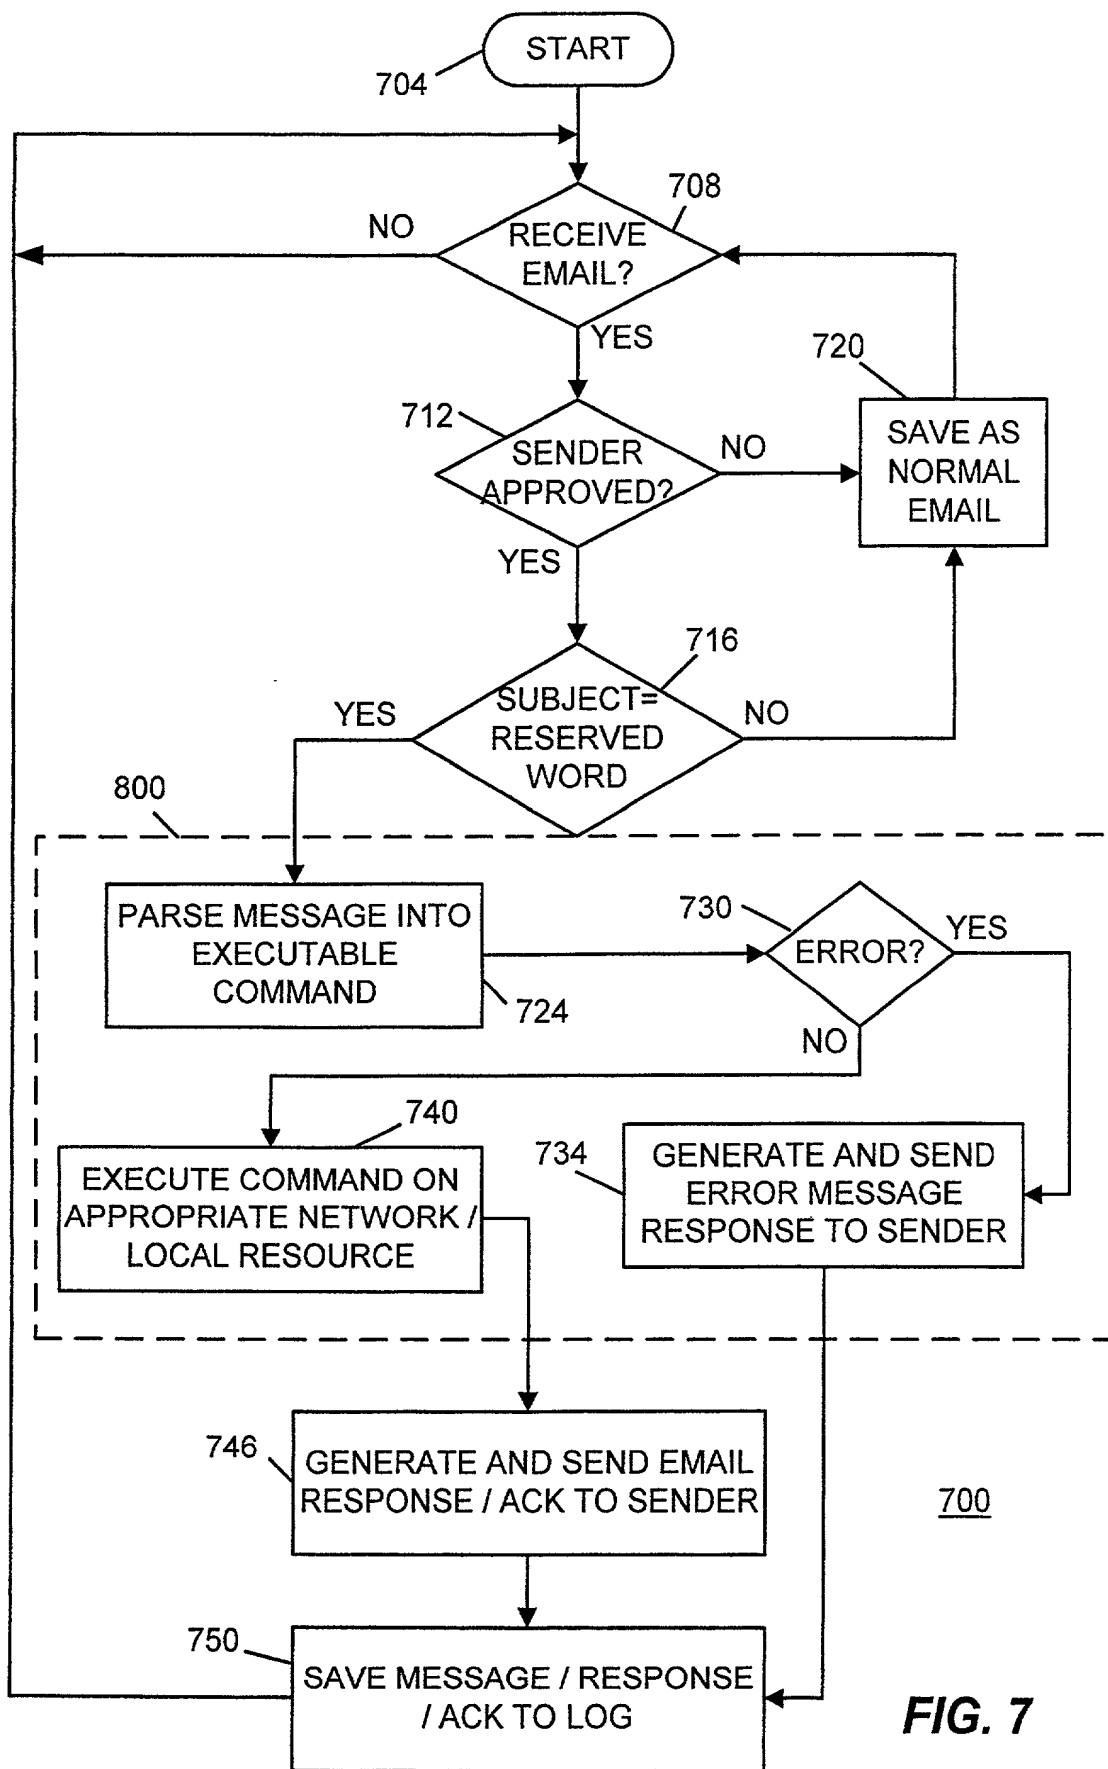 START
704
708
NO
RECEIVE
EMAIL?
YES
720
712
SENDER
APPROVED?
NO
SAVE AS
NORMAL
EMAIL
YES
716
YES
SUBJECT=
RESERVED
WORD
NO
800
PARSE MESSAGE INTO
EXECUTABLE
COMMAND
724
730
ERROR?
YES
NO
740
EXECUTE COMMAND ON
APPROPRIATE NETWORK /
LOCAL RESOURCE
734
GENERATE AND SEND
ERROR MESSAGE
RESPONSE TO SENDER
746
GENERATE AND SEND EMAIL
RESPONSE / ACK TO SENDER
700
750
SAVE MESSAGE / RESPONSE
/ ACK TO LOG
FIG. 7